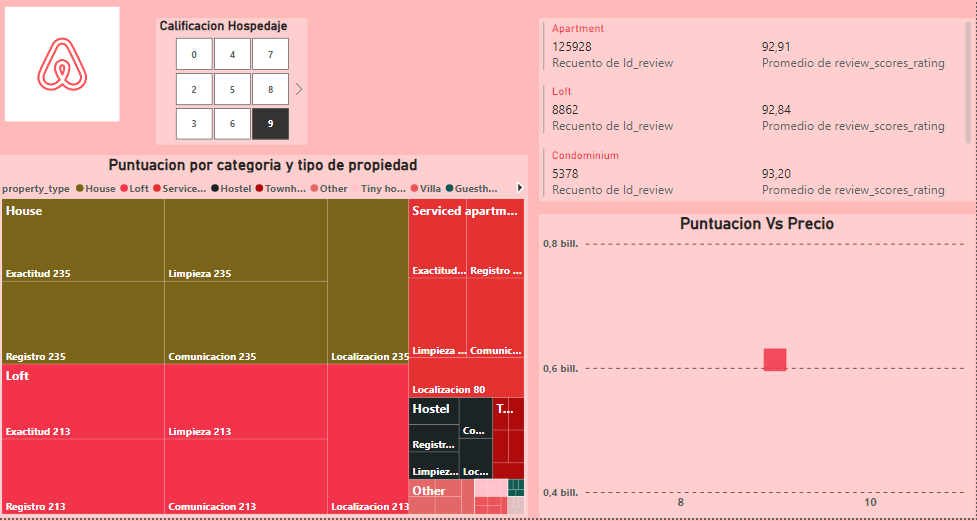 Calificacion Hospedaje
0 4 7
2 5 8
3 6 9
Apartment
125928 92,91
Recuento de Id_review Promedio de review_scores_rating
Loft
8862 92,84
Recuento de Id_review Promedio de review_scores_rating
Condominium
5378 93,20
Recuento de Id_review Promedio de review_scores_rating
Puntuacion por categoria y tipo de propiedad
property_type House Loft Service... Hostel Townh... Other Tiny ho... Villa Guesth...
House
Exactitud 235 Limpieza 235
Registro 235 Comunicacion 235 Localizacion 235
Loft
Exactitud 213 Limpieza 213
Registro 213 Comunicacion 213 Localizacion 213
Serviced apartm...
Exactitud... Registro ...
Limpieza ... Comunic...
Localizacion 80
Hostel
Co...
Registr...
Limpiez... Loc...
T...
Other
Puntuacion Vs Precio
0,8 bill.
0,6 bill.
0,4 bill.
8 10